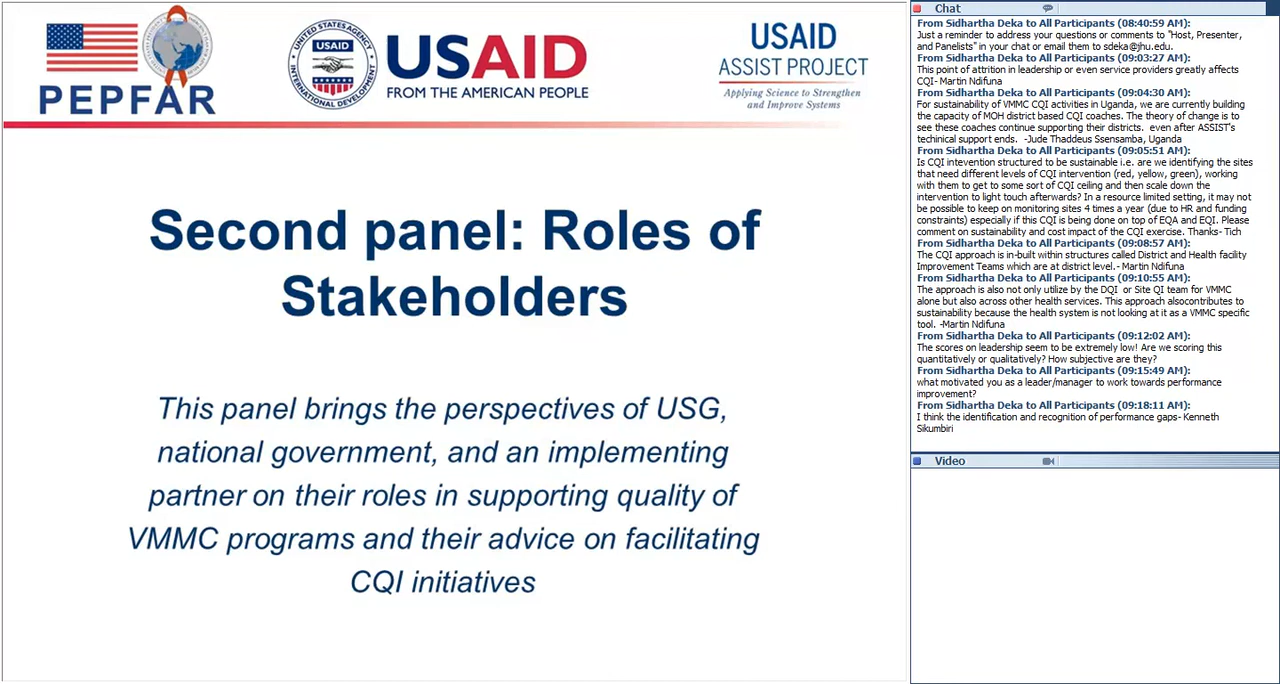 PEPFAR
UNITED STATES AGENCY
USAID
INTERNATIONAL DEVELOPMENT
USAID
FROM THE AMERICAN PEOPLE
USAID
ASSIST PROJECT
Applying Science to Strengthen
and Improve Systems
Second panel: Roles of
Stakeholders
This panel brings the perspectives of USG,
national government, and an implementing
partner on their roles in supporting quality of
VMMC programs and their advice on facilitating
CQI initiatives
Chat
From Sidhartha Deka to All Participants (08:40:59 AM):
Just a reminder to address your questions or comments to "Host, Presenter,
and Panelists" in your chat or email them to sdeka@jhu.edu.
From Sidhartha Deka to All Participants (09:03:27 AM):
This point of attrition in leadership or even service providers greatly affects
CQI- Martin Ndifuna
From Sidhartha Deka to All Participants (09:04:30 AM):
For sustainability of VMMC CQI activities in Uganda, we are currently building
the capacity of MOH district based CQI coaches. The theory of change is to
see these coaches continue supporting their districts.  even after ASSIST's
techinical support ends.  -Jude Thaddeus Ssensamba, Uganda
From Sidhartha Deka to All Participants (09:05:51 AM):
Is CQI intevention structured to be sustainable i.e. are we identifying the sites
that need different levels of CQI intervention (red, yellow, green), working
with them to get to some sort of CQI ceiling and then scale down the
intervention to light touch afterwards? In a resource limited setting, it may not
be possible to keep on monitoring sites 4 times a year (due to HR and funding
constraints) especially if this CQI is being done on top of EQA and EQI. Please
comment on sustainability and cost impact of the CQI exercise. Thanks- Tich
From Sidhartha Deka to All Participants (09:08:57 AM):
The CQI approach is in-built within structures called District and Health facility
Improvement Teams which are at district level.- Martin Ndifuna
From Sidhartha Deka to All Participants (09:10:55 AM):
The approach is also not only utilize by the DQI  or Site QI team for VMMC
alone but also across other health services. This approach alsocontributes to
sustainability because the health system is not looking at it as a VMMC specific
tool. -Martin Ndifuna
From Sidhartha Deka to All Participants (09:12:02 AM):
The scores on leadership seem to be extremely low! Are we scoring this
quantitatively or qualitatively? How subjective are they?
From Sidhartha Deka to All Participants (09:15:49 AM):
what motivated you as a leader/manager to work towards performance
improvement?
From Sidhartha Deka to All Participants (09:18:11 AM):
I think the identification and recognition of performance gaps- Kenneth
Sikumbiri
Video